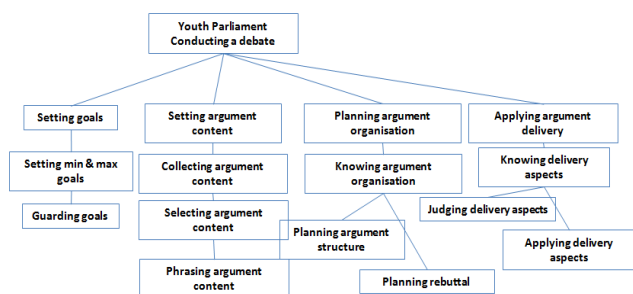 Youth Parliament
Conducting a debate
Setting goals
Setting argument
content
Planning argument
organisation
Applying argument
delivery
Setting min & max
goals
Collecting argument
content
Knowing argument
organisation
Knowing delivery
aspects
Guarding goals
Selecting argument
content
Judging delivery aspects
Planning argument
structure
Applying delivery
aspects
Phrasing argument
content
Planning rebuttal